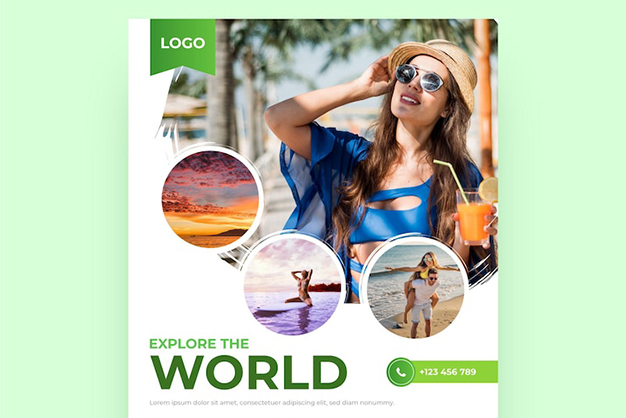 LOGO
EXPLORE THE
WORLD
+123 456 789
Lorem ipsum dolor sit amet, consectetuer adipiscing elit, sed diam nonummy.